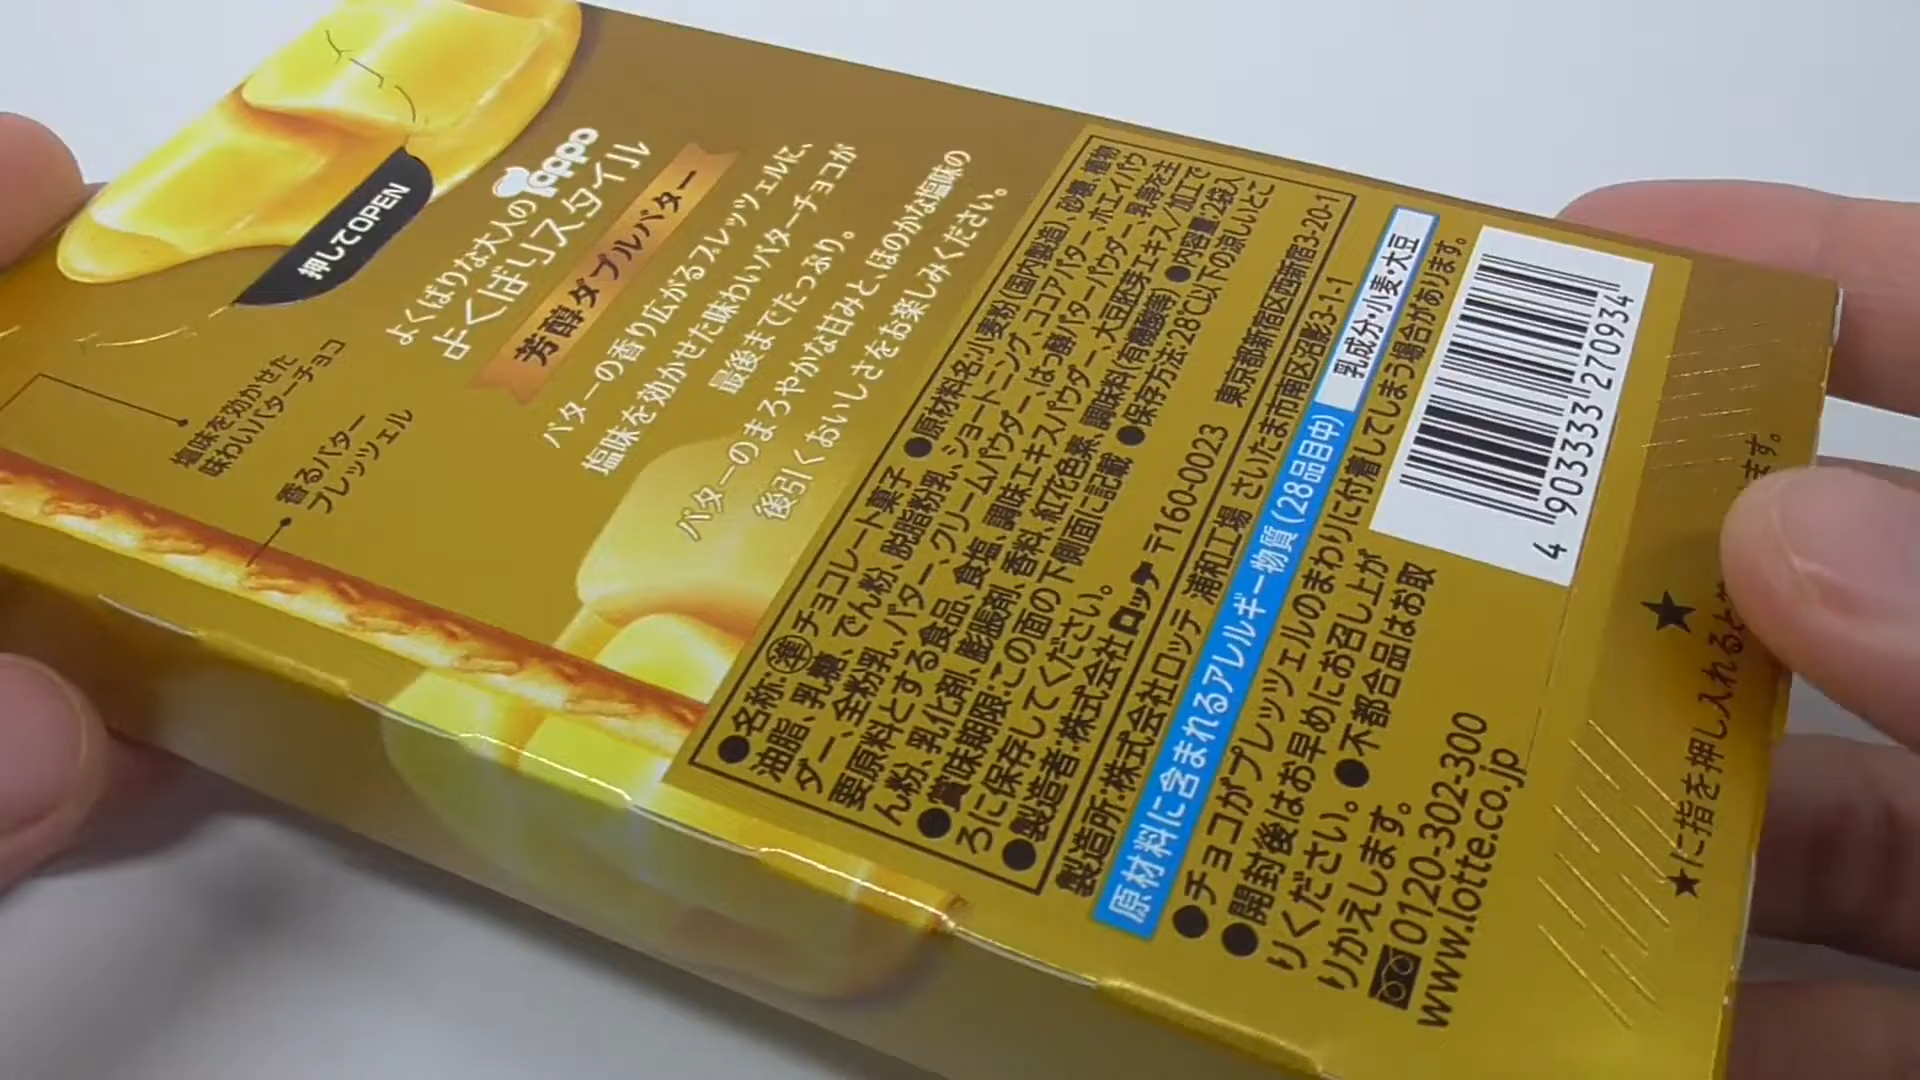 押してOPEN
よくばりな大人の Toppo
よくばりスタイル
芳醇ダブルバター
バターの香り広がるプレッツェルに、
塩味を効かせた味わいバターチョコが
最後までたっぷり。
バターのまろやかな甘みと、ほのかな塩味の
後引くおいしさをお楽しみください。
塩味を効かせた
味わいバターチョコ
香るバター
プレッツェル
●名称:準チョコレート菓子 ●原材料名:小麦粉(国内製造)、砂糖、植物
油脂、乳糖、でん粉、脱脂粉乳、ショートニング、ココアバター、ホエイパウ
ダー、全粉乳、バター、クリームパウダー、はっ酵バターパウダー、乳等を主
要原料とする食品、食塩、調味エキスパウダー、大豆胚芽エキス/加工で
ん粉、乳化剤、膨脹剤、香料、紅花色素、調味料(有機酸等) ●内容量:2袋入
●賞味期限:この面の下側面に記載 ●保存方法:28℃以下の涼しいとこ
ろに保存してください。
●製造者:株式会社ロッテ 〒160-0023 東京都新宿区西新宿3-20-1
製造所:株式会社ロッテ 浦和工場 さいたま市南区沼影3-1-1
原材料に含まれるアレルギー物質(28品目中) 乳成分・小麦・大豆
●チョコがプレッツェルのまわりに付着してしまう場合があります。
●開封後はお早めにお召し上が
りください。●不都合品はお取
りかえします。
0120-302-300
www.lotte.co.jp
4 903333 270934
★
★に指を押し入れると
ます。